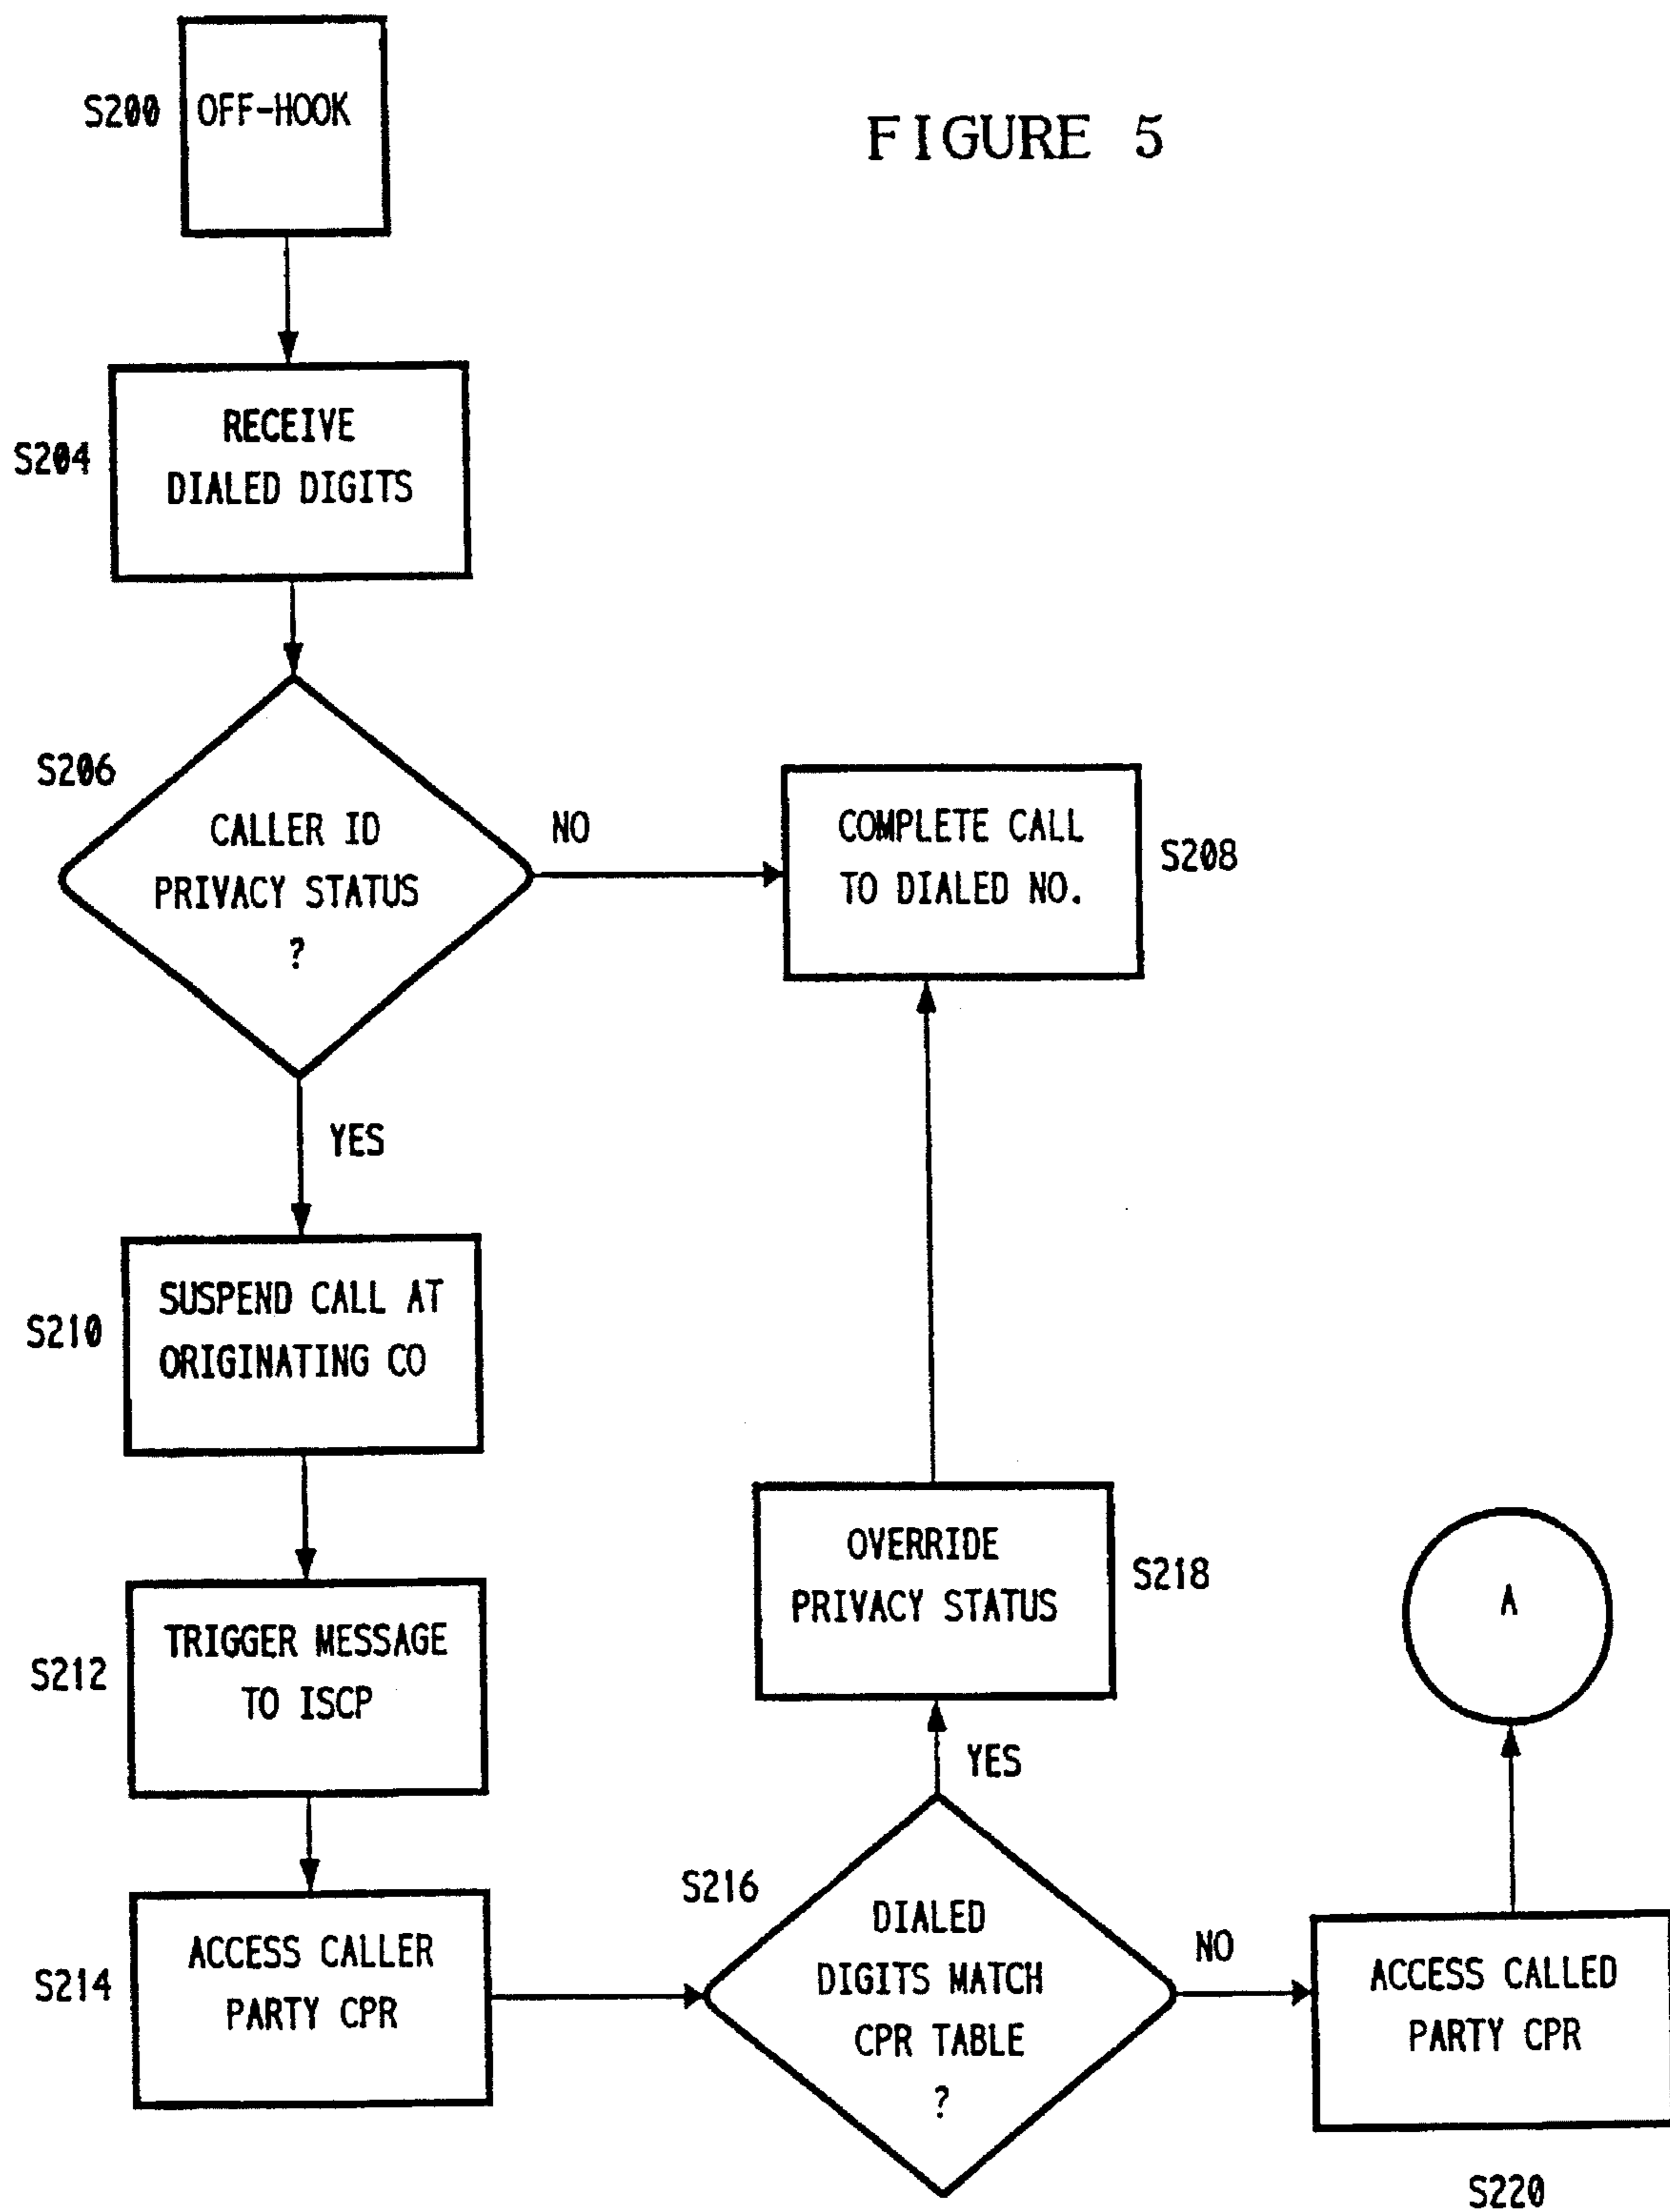 FIGURE 5
S200
OFF-HOOK
S204
RECEIVE
DIALED DIGITS
S206
CALLER ID
PRIVACY STATUS
?
NO
COMPLETE CALL
TO DIALED NO.
S208
YES
S210
SUSPEND CALL AT
ORIGINATING CO
S212
TRIGGER MESSAGE
TO ISCP
S214
ACCESS CALLER
PARTY CPR
S216
DIALED
DIGITS MATCH
CPR TABLE
?
YES
OVERRIDE
PRIVACY STATUS
S218
NO
ACCESS CALLED
PARTY CPR
S220
A